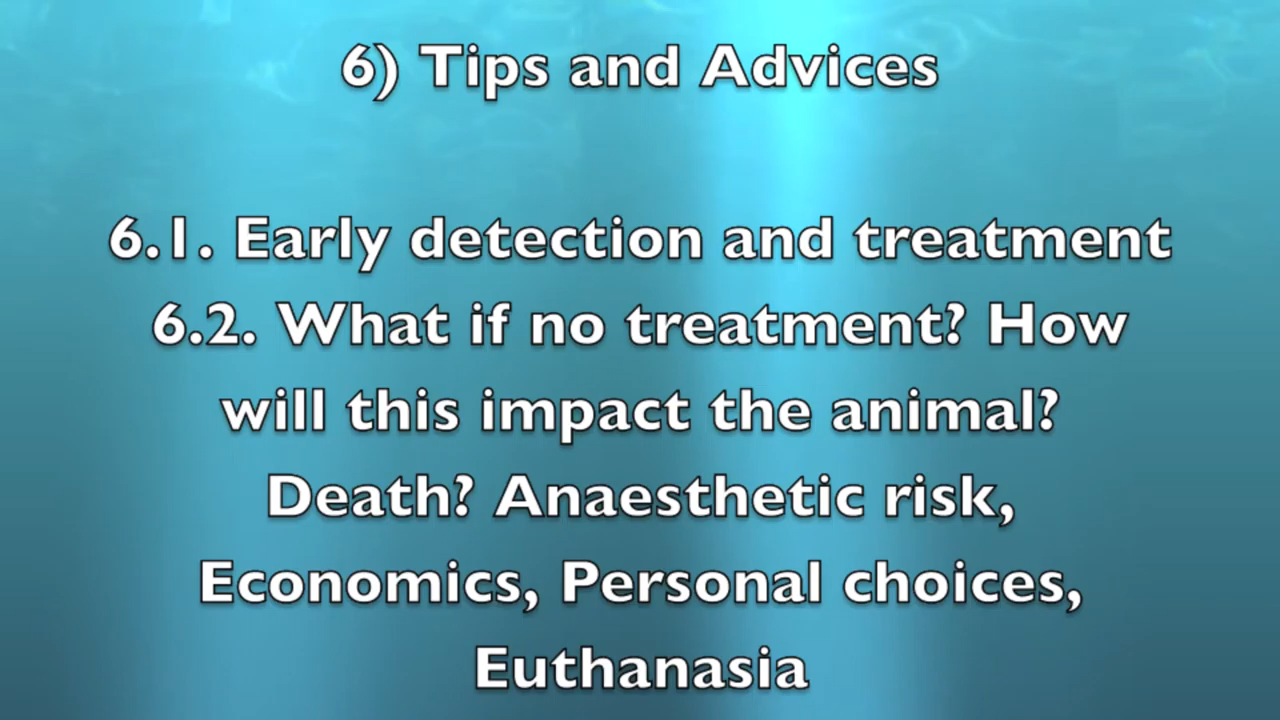 6) Tips and Advices
6.1. Early detection and treatment
6.2. What if no treatment? How
will this impact the animal?
Death? Anaesthetic risk,
Economics, Personal choices,
Euthanasia